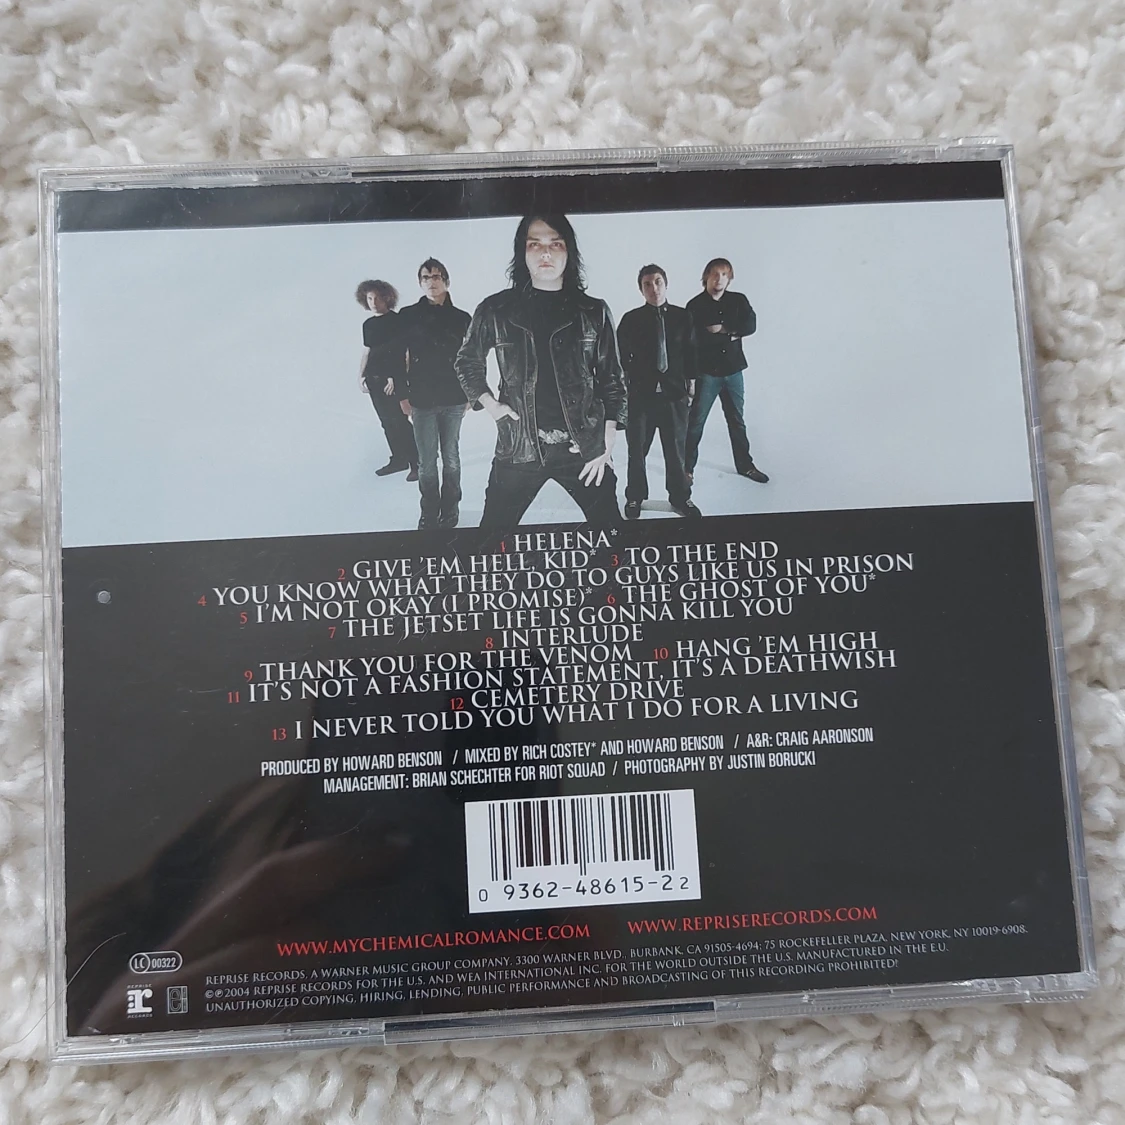 1 HELENA*
2 GIVE 'EM HELL, KID* 3 TO THE END
4 YOU KNOW WHAT THEY DO TO GUYS LIKE US IN PRISON
5 I'M NOT OKAY (I PROMISE)* 6 THE GHOST OF YOU*
7 THE JETSET LIFE IS GONNA KILL YOU
8 INTERLUDE
9 THANK YOU FOR THE VENOM 10 HANG 'EM HIGH
11 IT'S NOT A FASHION STATEMENT, IT'S A DEATHWISH
12 CEMETERY DRIVE
13 I NEVER TOLD YOU WHAT I DO FOR A LIVING
PRODUCED BY HOWARD BENSON / MIXED BY RICH COSTEY* AND HOWARD BENSON / A&R: CRAIG AARONSON
MANAGEMENT: BRIAN SCHECHTER FOR RIOT SQUAD / PHOTOGRAPHY BY JUSTIN BORUCKI
0 9362-48615-2 2
WWW.MYCHEMICALROMANCE.COM WWW.REPRISERECORDS.COM
LC 00322
REPRISE RECORDS, A WARNER MUSIC GROUP COMPANY, 3300 WARNER BLVD., BURBANK, CA 91505-4694; 75 ROCKEFELLER PLAZA, NEW YORK, NY 10019-6908.
©℗2004 REPRISE RECORDS FOR THE U.S. AND WEA INTERNATIONAL INC. FOR THE WORLD OUTSIDE THE U.S. MANUFACTURED IN THE E.U.
UNAUTHORIZED COPYING, HIRING, LENDING, PUBLIC PERFORMANCE AND BROADCASTING OF THIS RECORDING PROHIBITED!
REPRISE
r
RECORDS